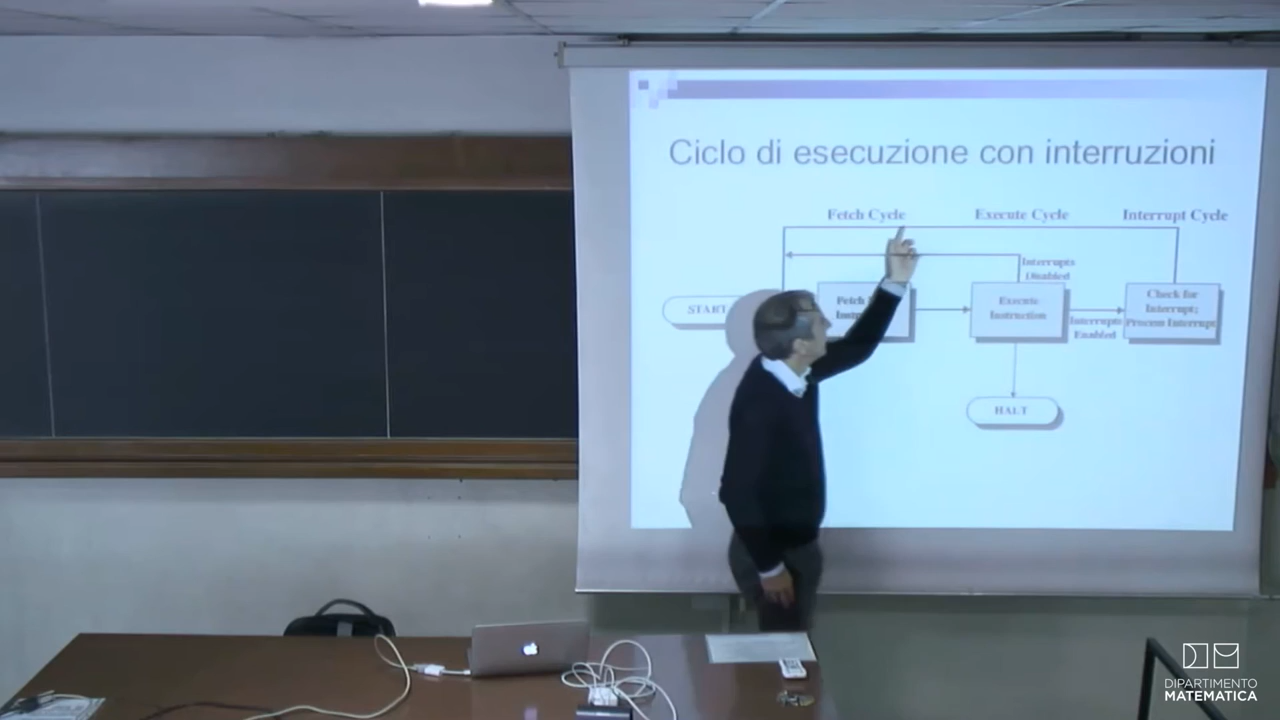 Ciclo di esecuzione con interruzioni
Fetch Cycle
Execute Cycle
Interrupt Cycle
Interrupts
Disabled
START
Fetch
Execute
Instruction
Interrupts
Enabled
Check for
Interrupt;
Process Interrupt
HALT
DIPARTIMENTO
MATEMATICA